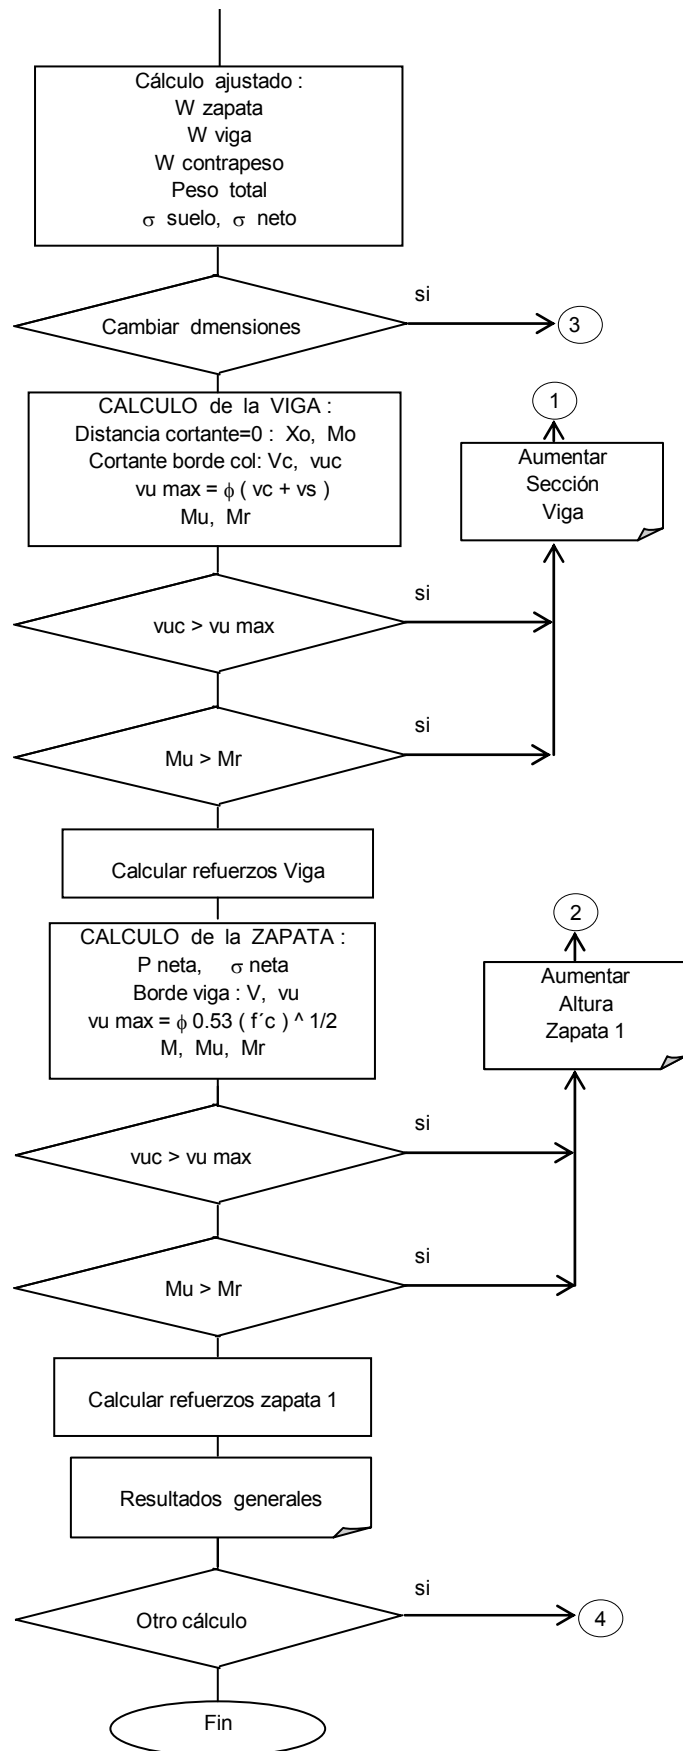 Cálculo ajustado :
W zapata
W viga
W contrapeso
Peso total
σ suelo, σ neto
si
Cambiar dmensiones
3
CALCULO de la VIGA :
Distancia cortante=0 : Xo, Mo
Cortante borde col: Vc, vuc
vu max = ϕ ( vc + vs )
Mu, Mr
1
Aumentar
Sección
Viga
si
vuc > vu max
si
Mu > Mr
Calcular refuerzos Viga
CALCULO de la ZAPATA :
P neta, σ neta
Borde viga : V, vu
vu max = ϕ 0.53 ( f´c ) ^ 1/2
M, Mu, Mr
2
Aumentar
Altura
Zapata 1
si
vuc > vu max
si
Mu > Mr
Calcular refuerzos zapata 1
Resultados generales
si
Otro cálculo
4
Fin